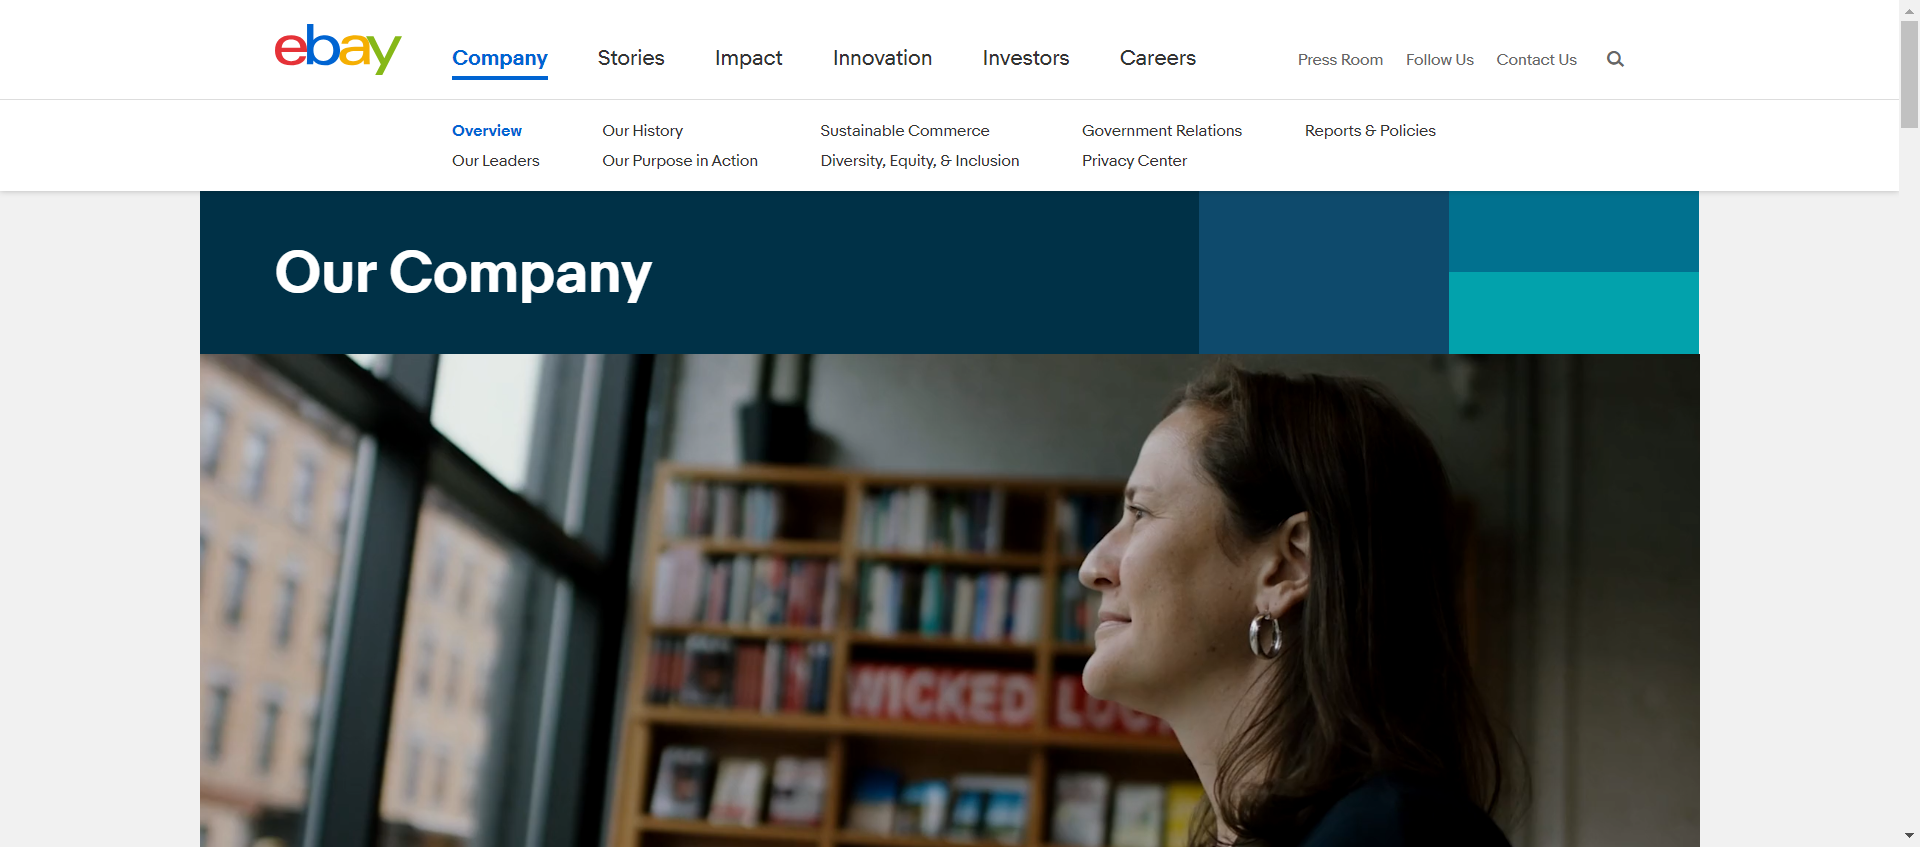 ebay
Company Stories Impact Innovation Investors Careers Press Room Follow Us Contact Us
Overview Our History Sustainable Commerce Government Relations Reports & Policies
Our Leaders Our Purpose in Action Diversity, Equity, & Inclusion Privacy Center
Our Company
WICKED